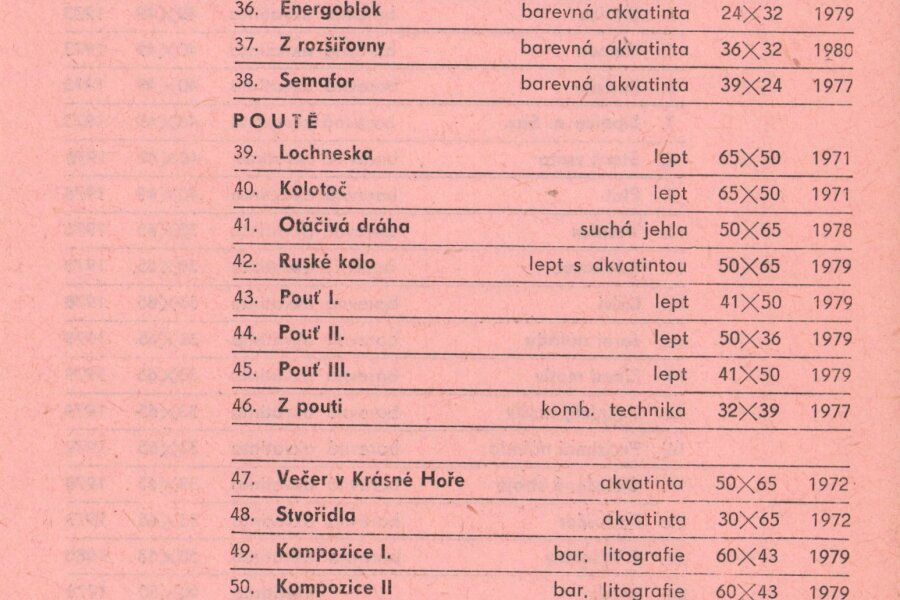 36. Energoblok barevná akvatinta 24×32 1979
37. Z rozšiřovny barevná akvatinta 36×32 1980
38. Semafor barevná akvatinta 39×24 1977
POUTĚ
39. Lochneska lept 65×50 1971
40. Kolotoč lept 65×50 1971
41. Otáčivá dráha suchá jehla 50×65 1978
42. Ruské kolo lept s akvatintou 50×65 1979
43. Pouť I. lept 41×50 1979
44. Pouť II. lept 50×36 1979
45. Pouť III. lept 41×50 1979
46. Z pouti komb. technika 32×39 1977
47. Večer v Krásné Hoře akvatinta 50×65 1972
48. Stvořidla akvatinta 30×65 1972
49. Kompozice I. bar. litografie 60×43 1979
50. Kompozice II bar. litografie 60×43 1979